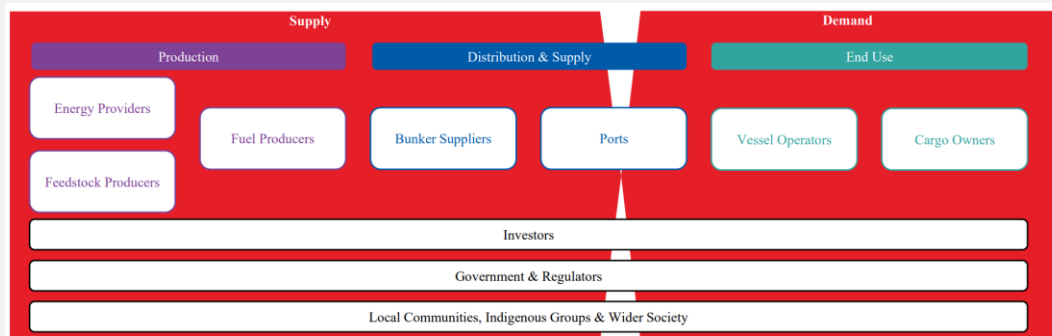 Supply
Demand
Production
Distribution & Supply
End Use
Energy Providers
Feedstock Producers
Fuel Producers
Bunker Suppliers
Ports
Vessel Operators
Cargo Owners
Investors
Government & Regulators
Local Communities, Indigenous Groups & Wider Society